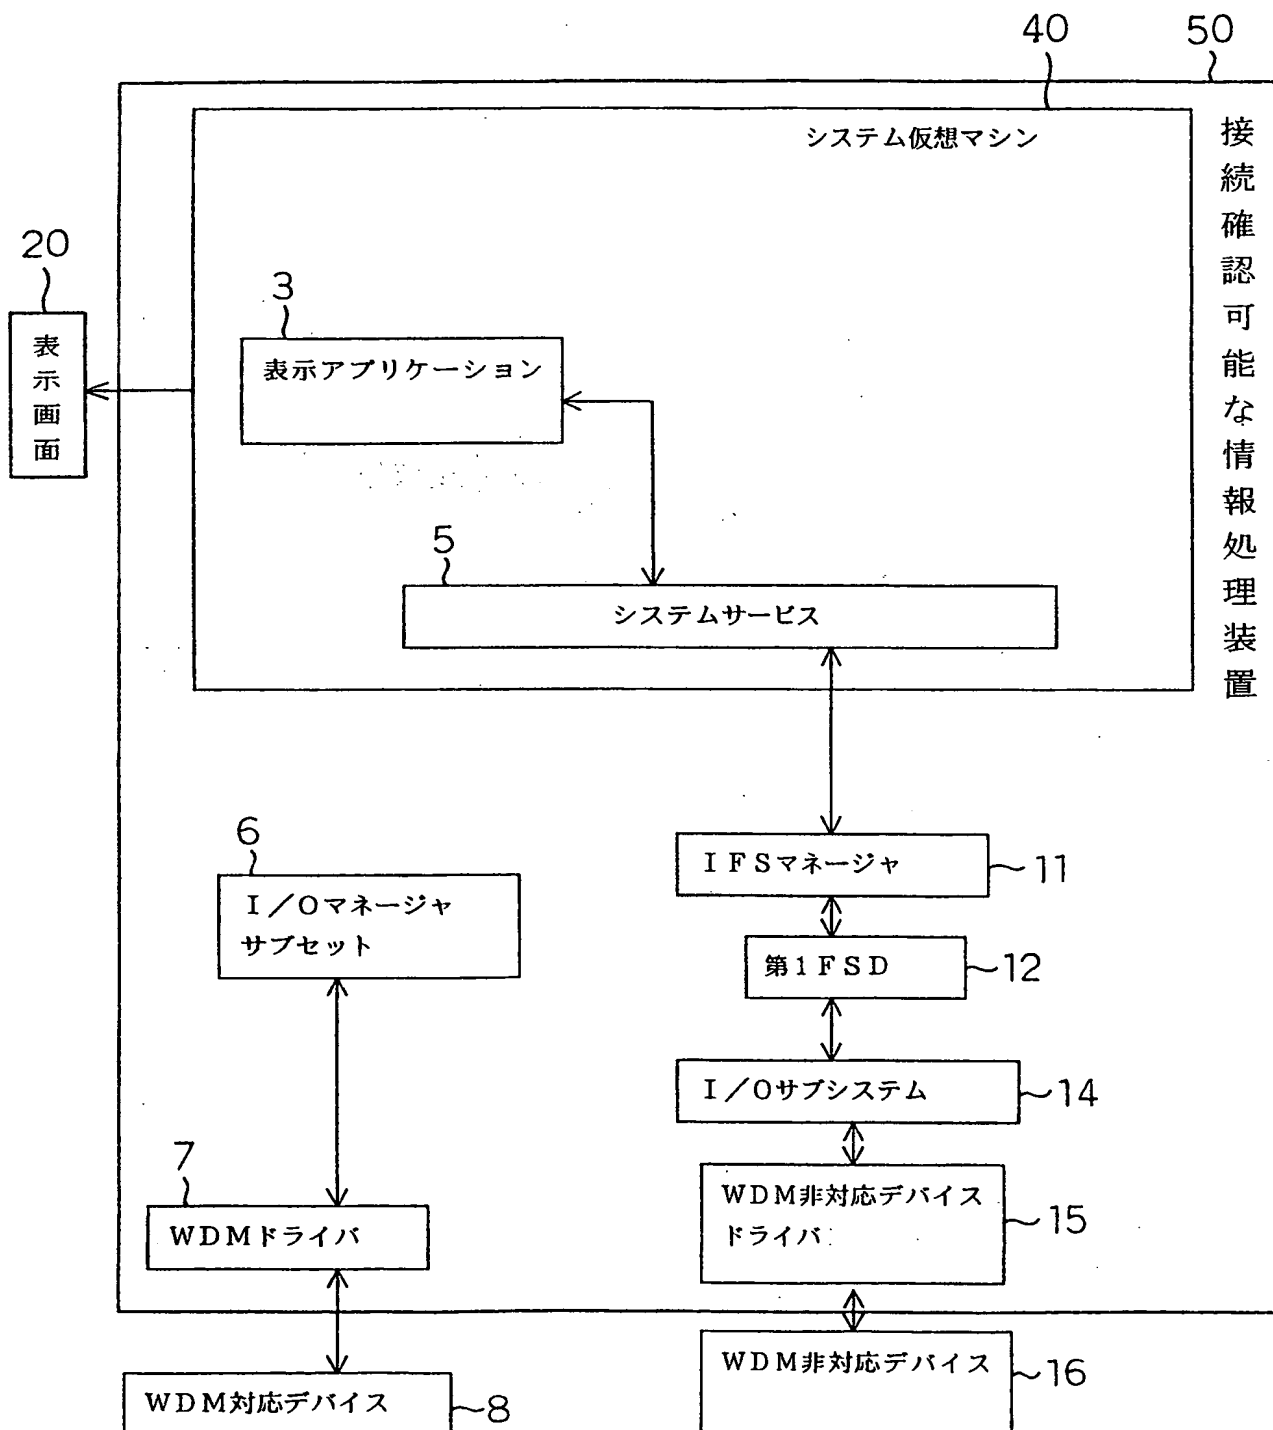 40
50
システム仮想マシン
接続確認可能な情報処理装置
20
表示画面
3
表示アプリケーション
5
システムサービス
6
I/Oマネージャ
サブセット
IFSマネージャ
11
第1FSD
12
I/Oサブシステム
14
7
WDMドライバ
WDM非対応デバイス
ドライバ
15
WDM対応デバイス
8
WDM非対応デバイス
16